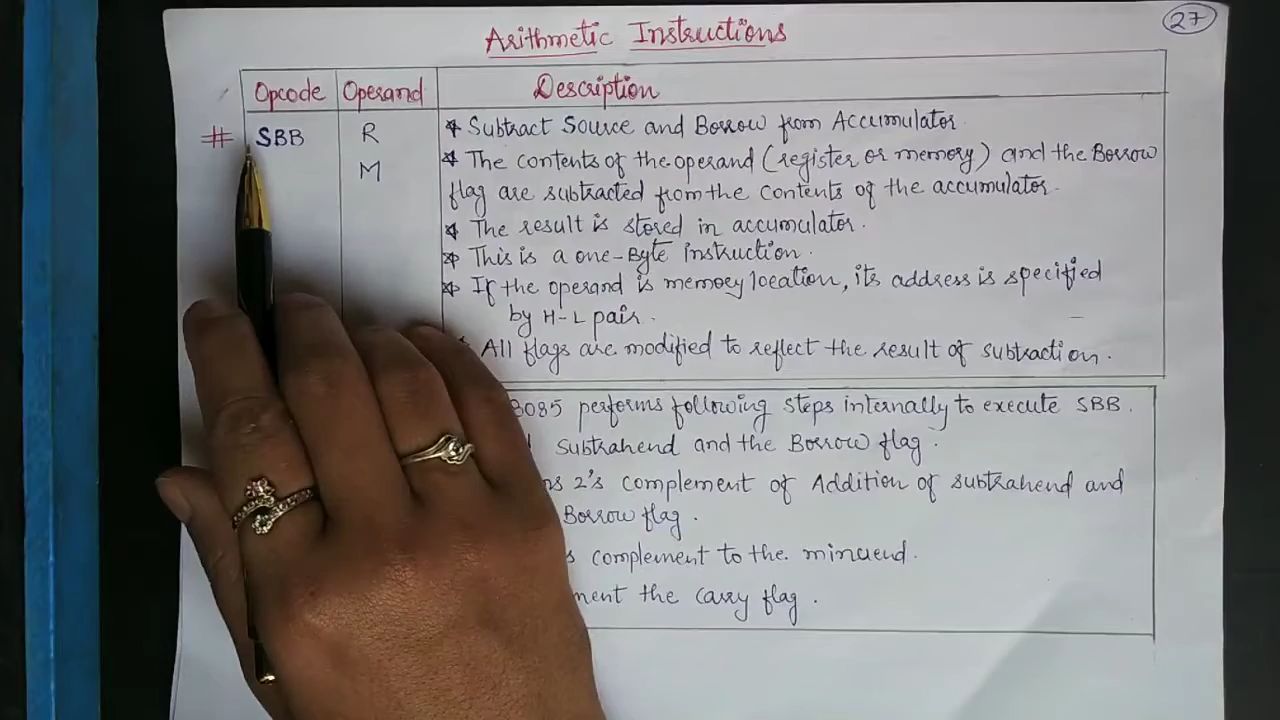 27
Arithmetic Instructions
Opcode Operand Description
# SBB R * Subtract Source and Borrow from Accumulator
M * The contents of the operand (register or memory) and the Borrow
flag are subtracted from the contents of the accumulator.
* The result is stored in accumulator.
* This is a one-Byte instruction.
* If the operand is memory location, its address is specified
by H-L pair.
All flags are modified to reflect the result of subtraction.
8085 performs following steps internally to execute SBB.
Subtrahend and the Borrow flag.
2's complement of Addition of subtrahend and
Borrow flag.
complement to the minuend.
the carry flag.